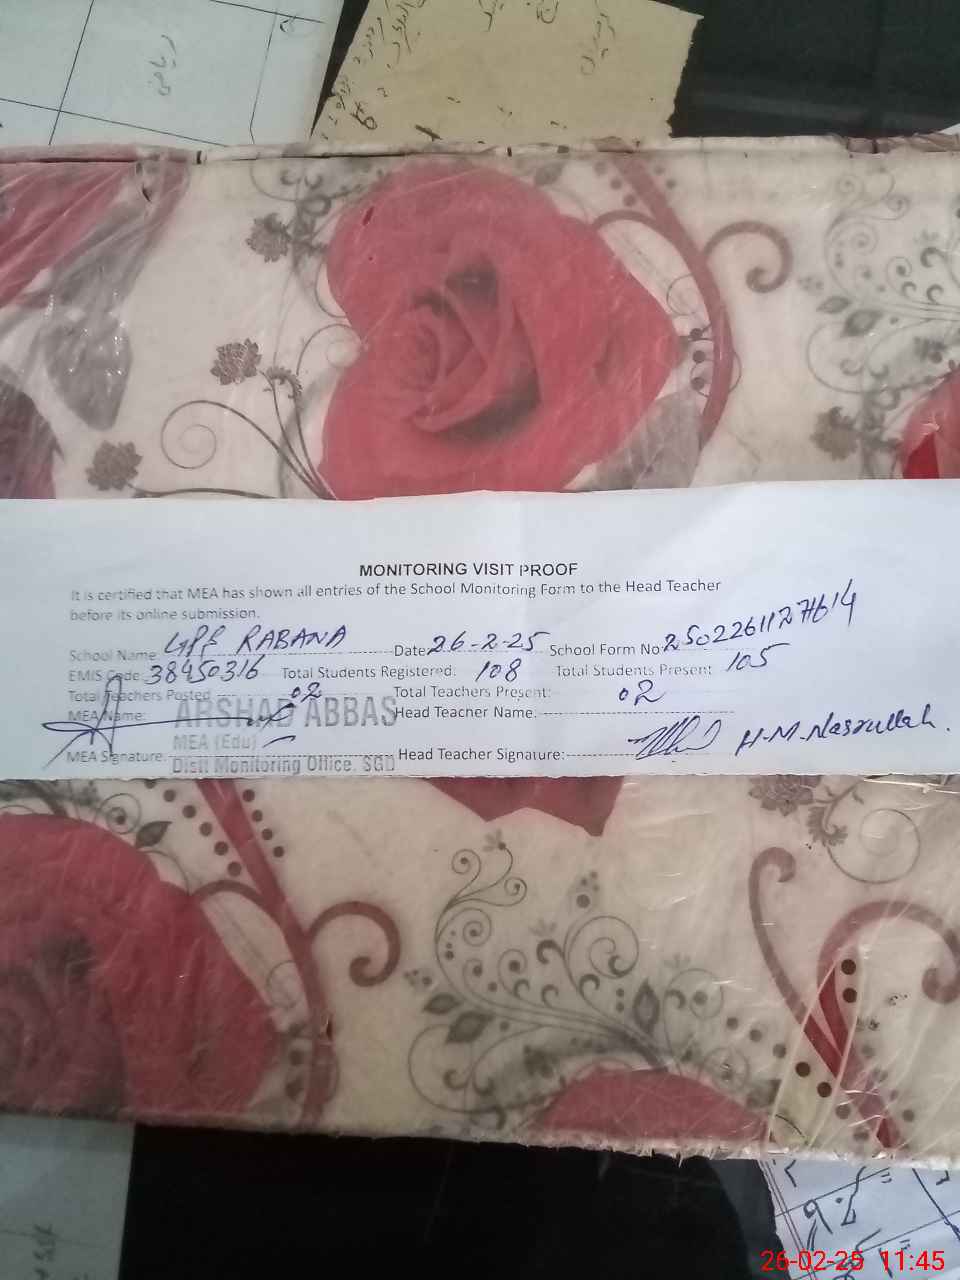 MONITORING VISIT PROOF
It is certified that MEA has shown all entries of the School Monitoring Form to the Head Teacher
before its online submission.
School Name GPS RABANA Date: 26-2-25 School Form No: 2502261127614
EMIS Code: 38450316 Total Students Registered: 108 Total Students Present: 105
Total Teachers Posted 02 Total Teachers Present: 02
MEA Name: ARSHAD ABBAS Head Teacher Name:
MEA (Edu)
MEA Signature: Distt Monitoring Office, SGD Head Teacher Signature: H-M-Nasrullah.
26-02-25 11:45